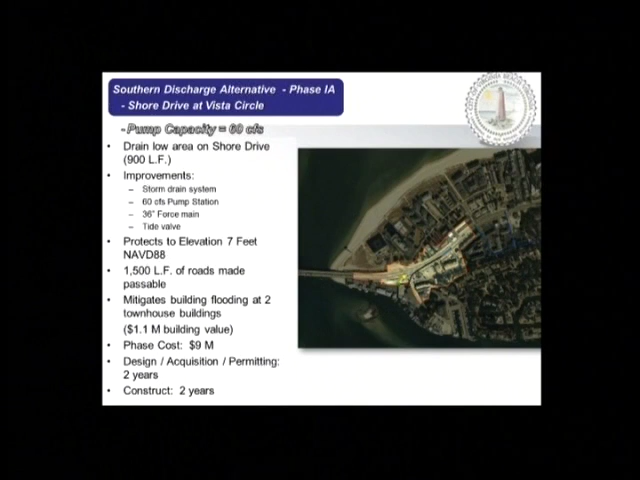 Southern Discharge Alternative - Phase IA
- Shore Drive at Vista Circle
- Pump Capacity = 60 cfs
• Drain low area on Shore Drive
(900 L.F.)
• Improvements:
– Storm drain system
– 60 cfs Pump Station
– 36" Force main
– Tide valve
• Protects to Elevation 7 Feet
NAVD88
• 1,500 L.F. of roads made
passable
• Mitigates building flooding at 2
townhouse buildings
($1.1 M building value)
• Phase Cost: $9 M
• Design / Acquisition / Permitting:
2 years
• Construct: 2 years